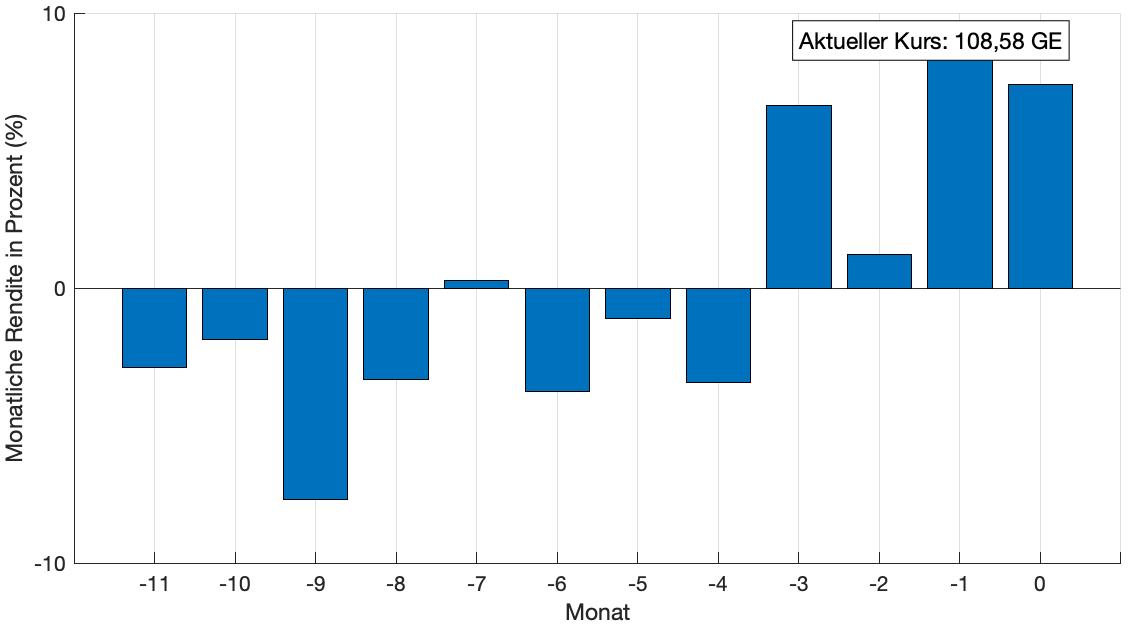 10
Aktueller Kurs: 108,58 GE
Monatliche Rendite in Prozent (%)
0
-10
-11 -10 -9 -8 -7 -6 -5 -4 -3 -2 -1 0
Monat